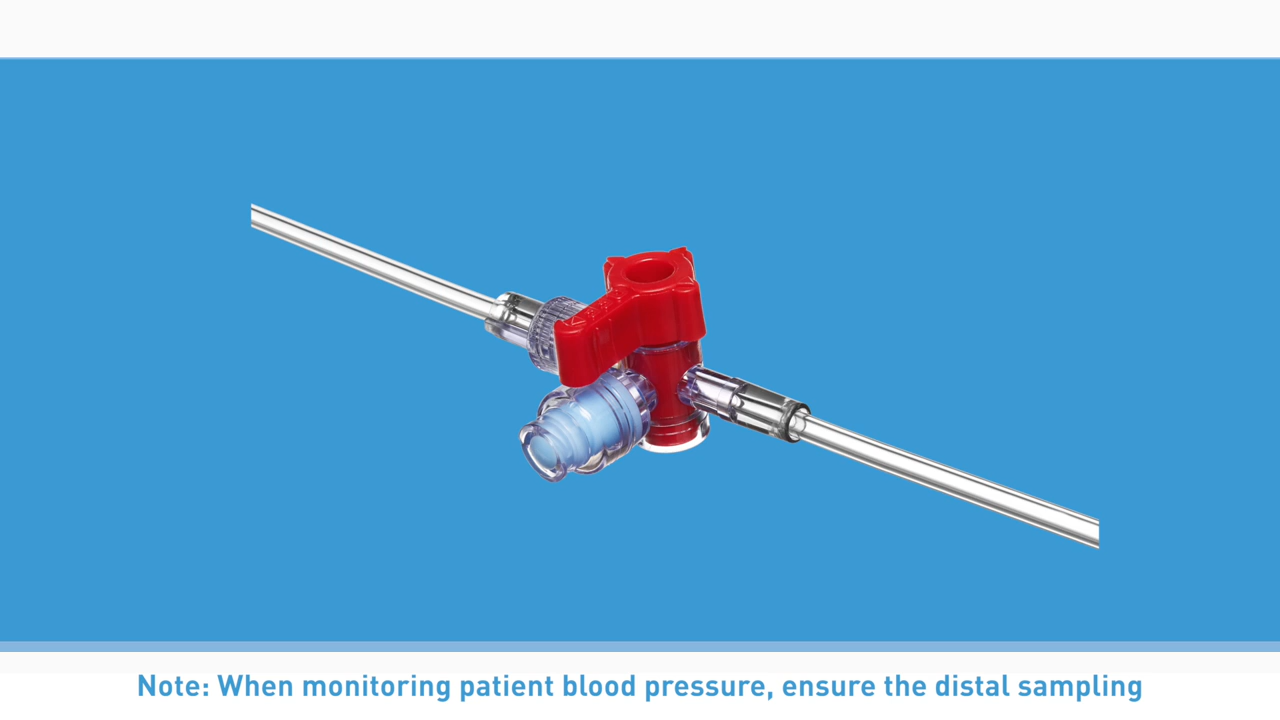 Note: When monitoring patient blood pressure, ensure the distal sampling